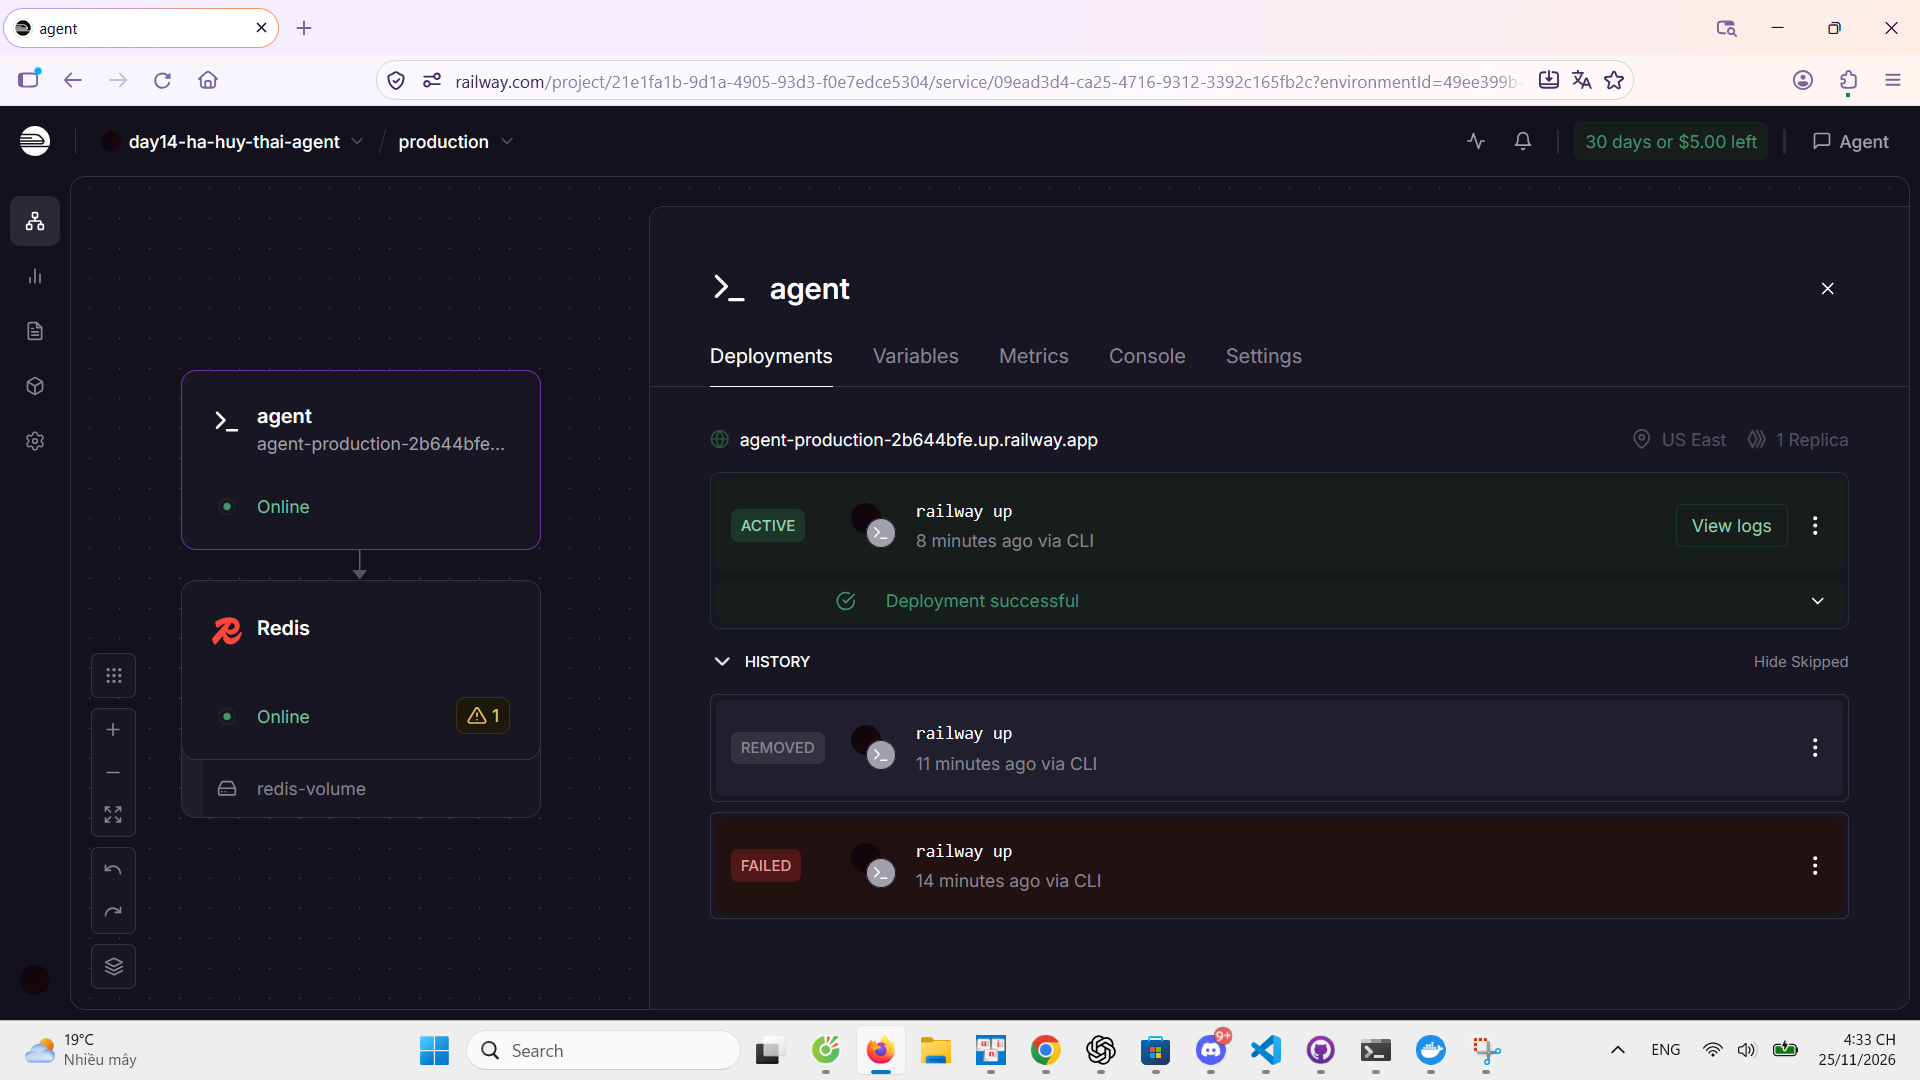 agent
railway.com/project/21e1fa1b-9d1a-4905-93d3-f0e7edce5304/service/09ead3d4-ca25-4716-9312-3392c165fb2c?environmentId=49ee399b-
day14-ha-huy-thai-agent / production
30 days or $5.00 left
Agent
agent
Deployments Variables Metrics Console Settings
agent-production-2b644bfe.up.railway.app
US East 1 Replica
ACTIVE
railway up
8 minutes ago via CLI
View logs
Deployment successful
HISTORY
Hide Skipped
REMOVED
railway up
11 minutes ago via CLI
FAILED
railway up
14 minutes ago via CLI
agent
agent-production-2b644bfe...
Online
Redis
Online
1
redis-volume
19°C
Nhiều mây
Search
9+
ENG
4:33 CH
25/11/2026